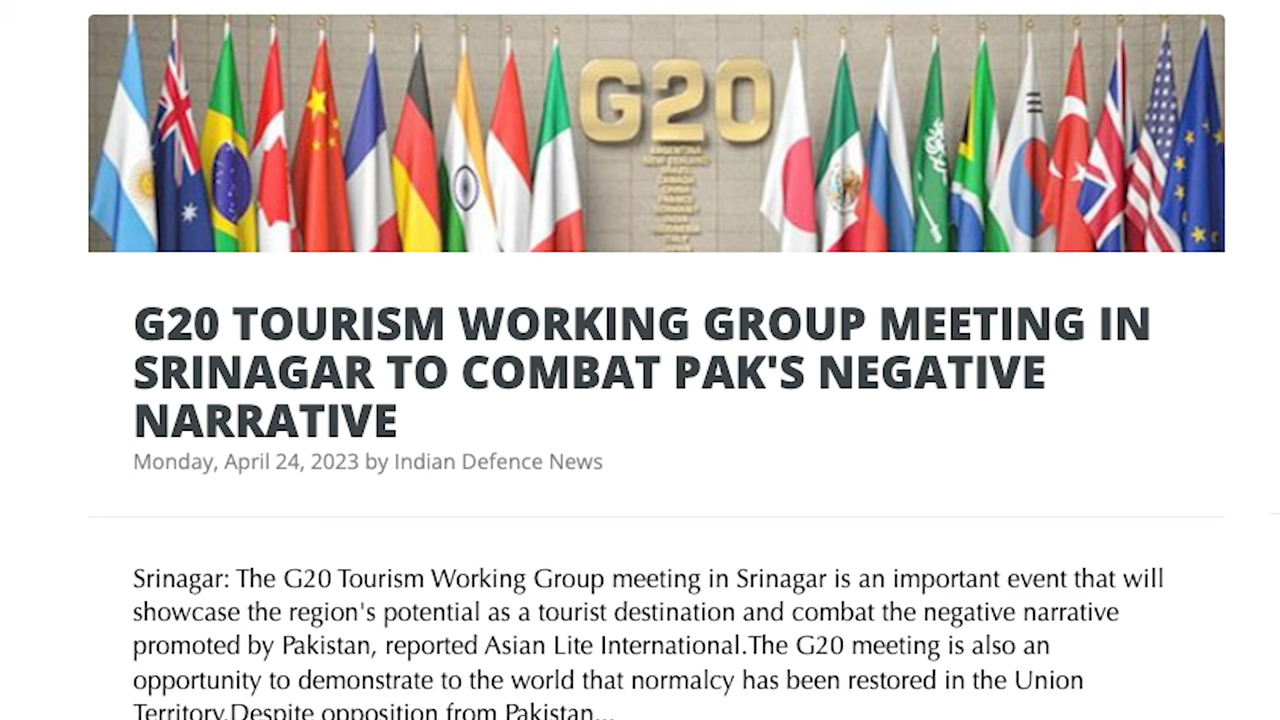 G20
ARGENTINA
G20 TOURISM WORKING GROUP MEETING IN
SRINAGAR TO COMBAT PAK'S NEGATIVE
NARRATIVE
Monday, April 24, 2023 by Indian Defence News
Srinagar: The G20 Tourism Working Group meeting in Srinagar is an important event that will
showcase the region's potential as a tourist destination and combat the negative narrative
promoted by Pakistan, reported Asian Lite International.The G20 meeting is also an
opportunity to demonstrate to the world that normalcy has been restored in the Union
Territory.Despite opposition from Pakistan...